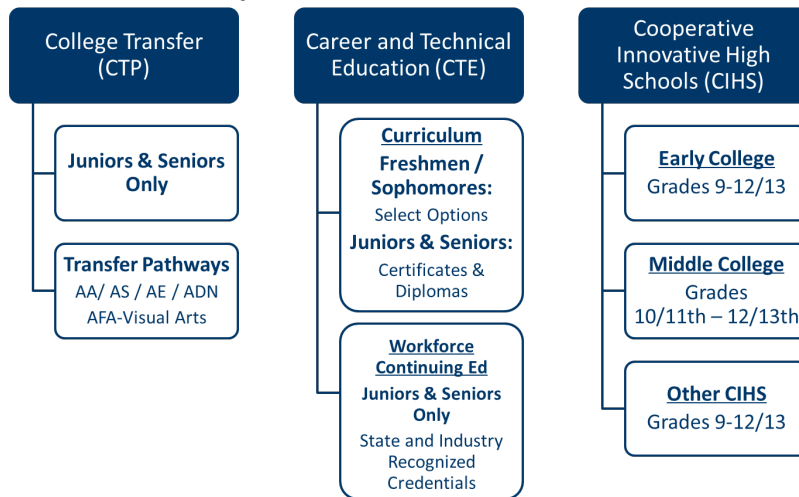 College Transfer
(CTP)
Juniors & Seniors
Only
Transfer Pathways
AA/ AS / AE / ADN
AFA-Visual Arts
Career and Technical
Education (CTE)
Curriculum
Freshmen /
Sophomores:
Select Options
Juniors & Seniors:
Certificates &
Diplomas
Workforce
Continuing Ed
Juniors & Seniors
Only
State and Industry
Recognized
Credentials
Cooperative
Innovative High
Schools (CIHS)
Early College
Grades 9-12/13
Middle College
Grades
10/11th – 12/13th
Other CIHS
Grades 9-12/13